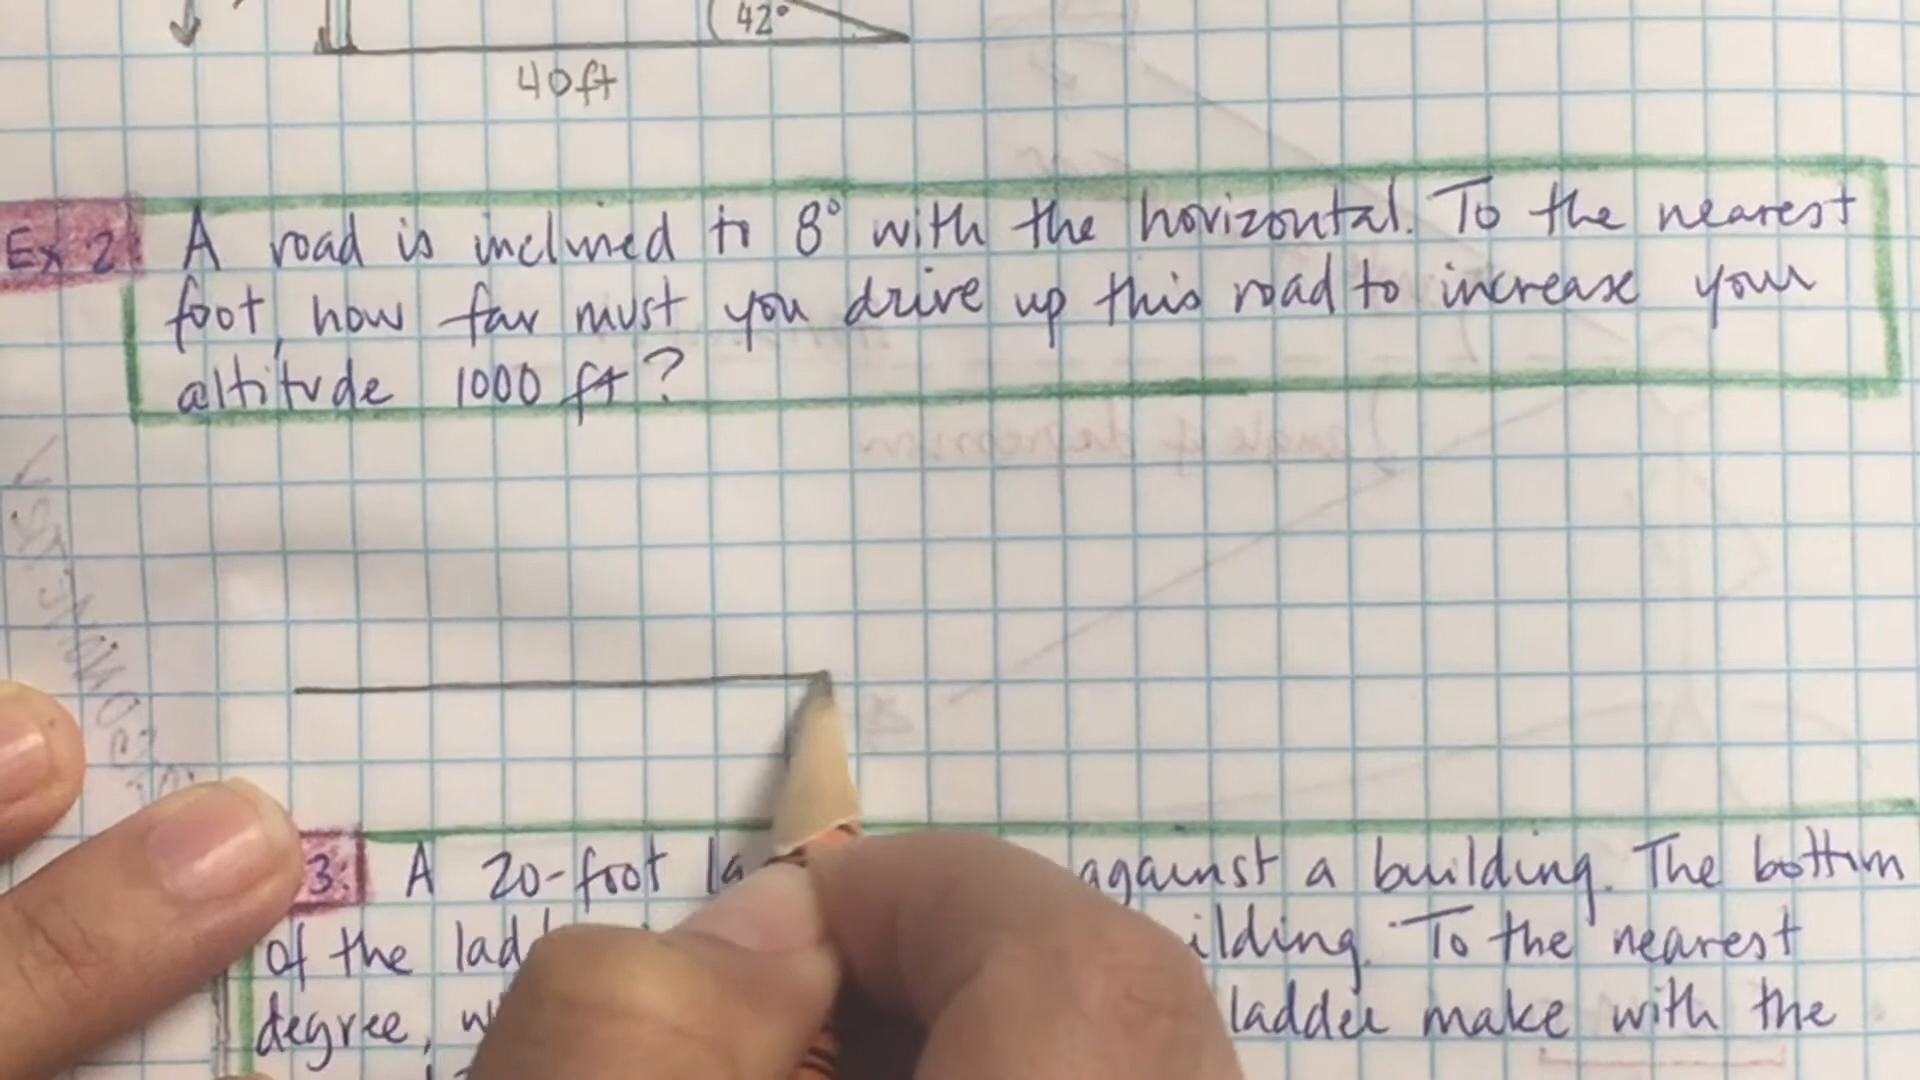 42°
40ft
Ex 2: A road is inclined to 8° with the horizontal. To the nearest
foot, how far must you drive up this road to increase your
altitude 1000 ft?
3: A 20-foot la against a building. The bottom
of the ladd ilding. To the nearest
degree, w ladder make with the